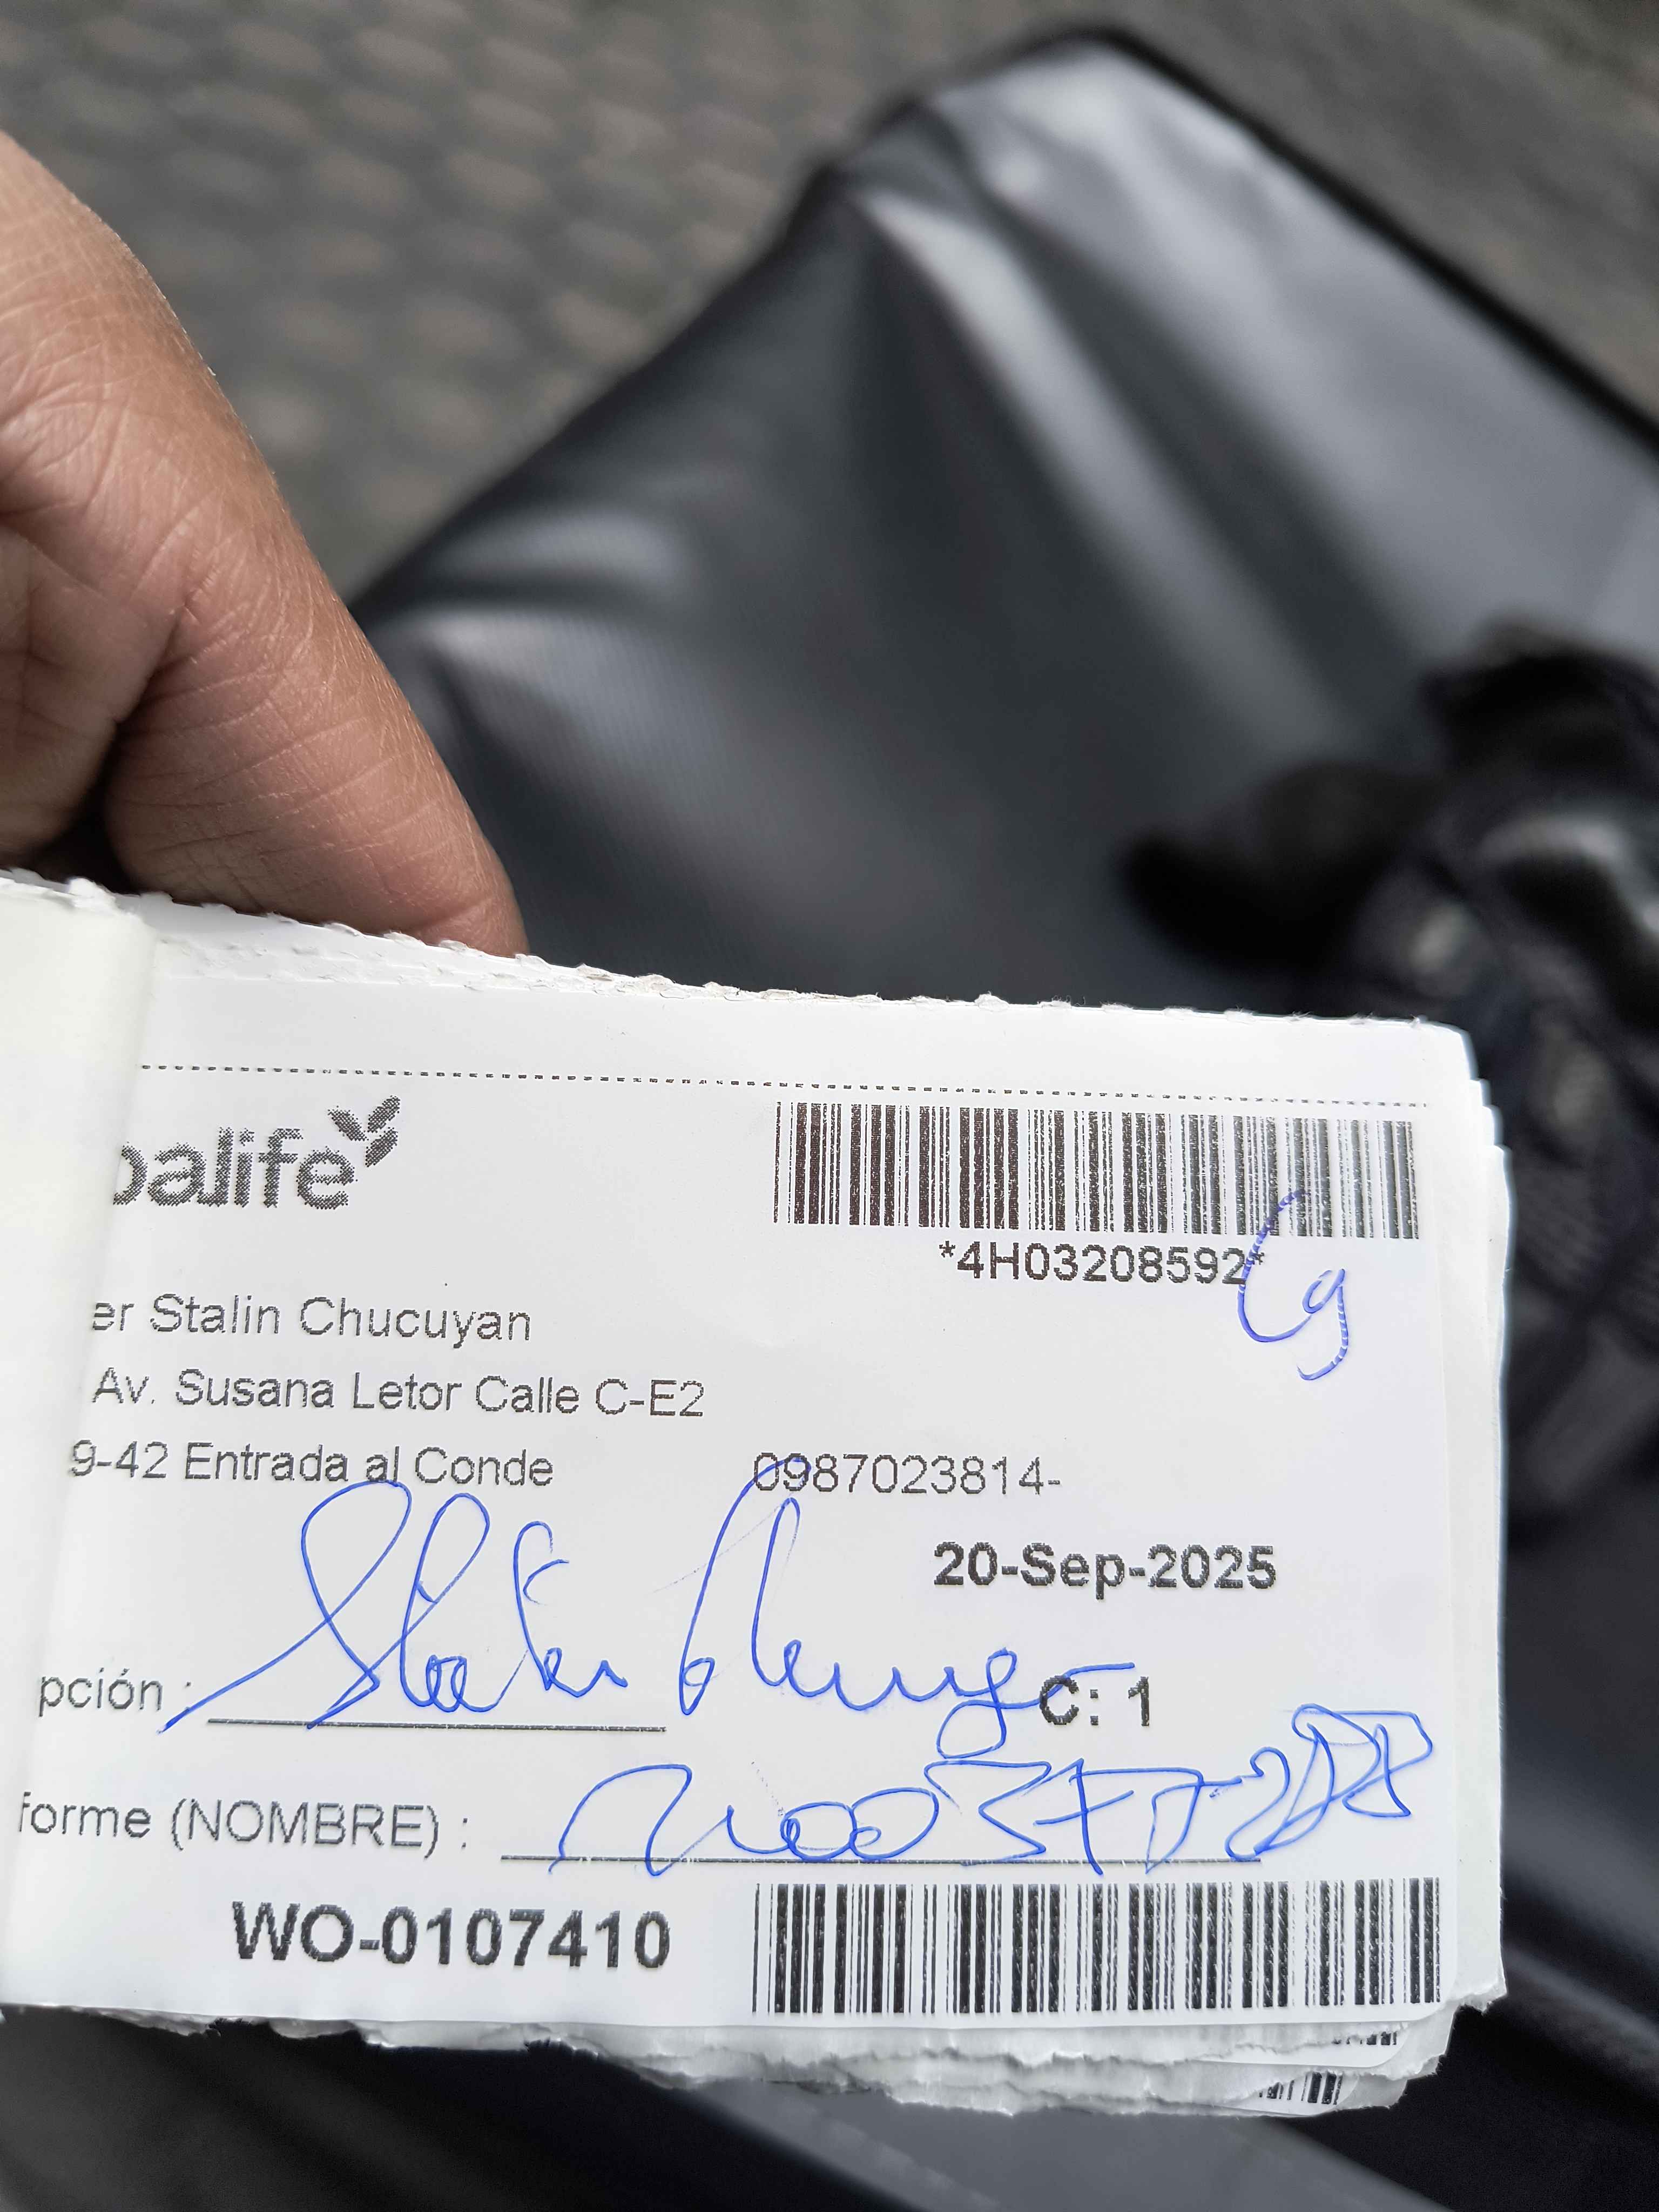 balife
*4H03208592*
er Stalin Chucuyan
Av. Susana Letor Calle C-E2
9-42 Entrada al Conde 0987023814-
20-Sep-2025
pción :
C: 1
forme (NOMBRE) :
WO-0107410